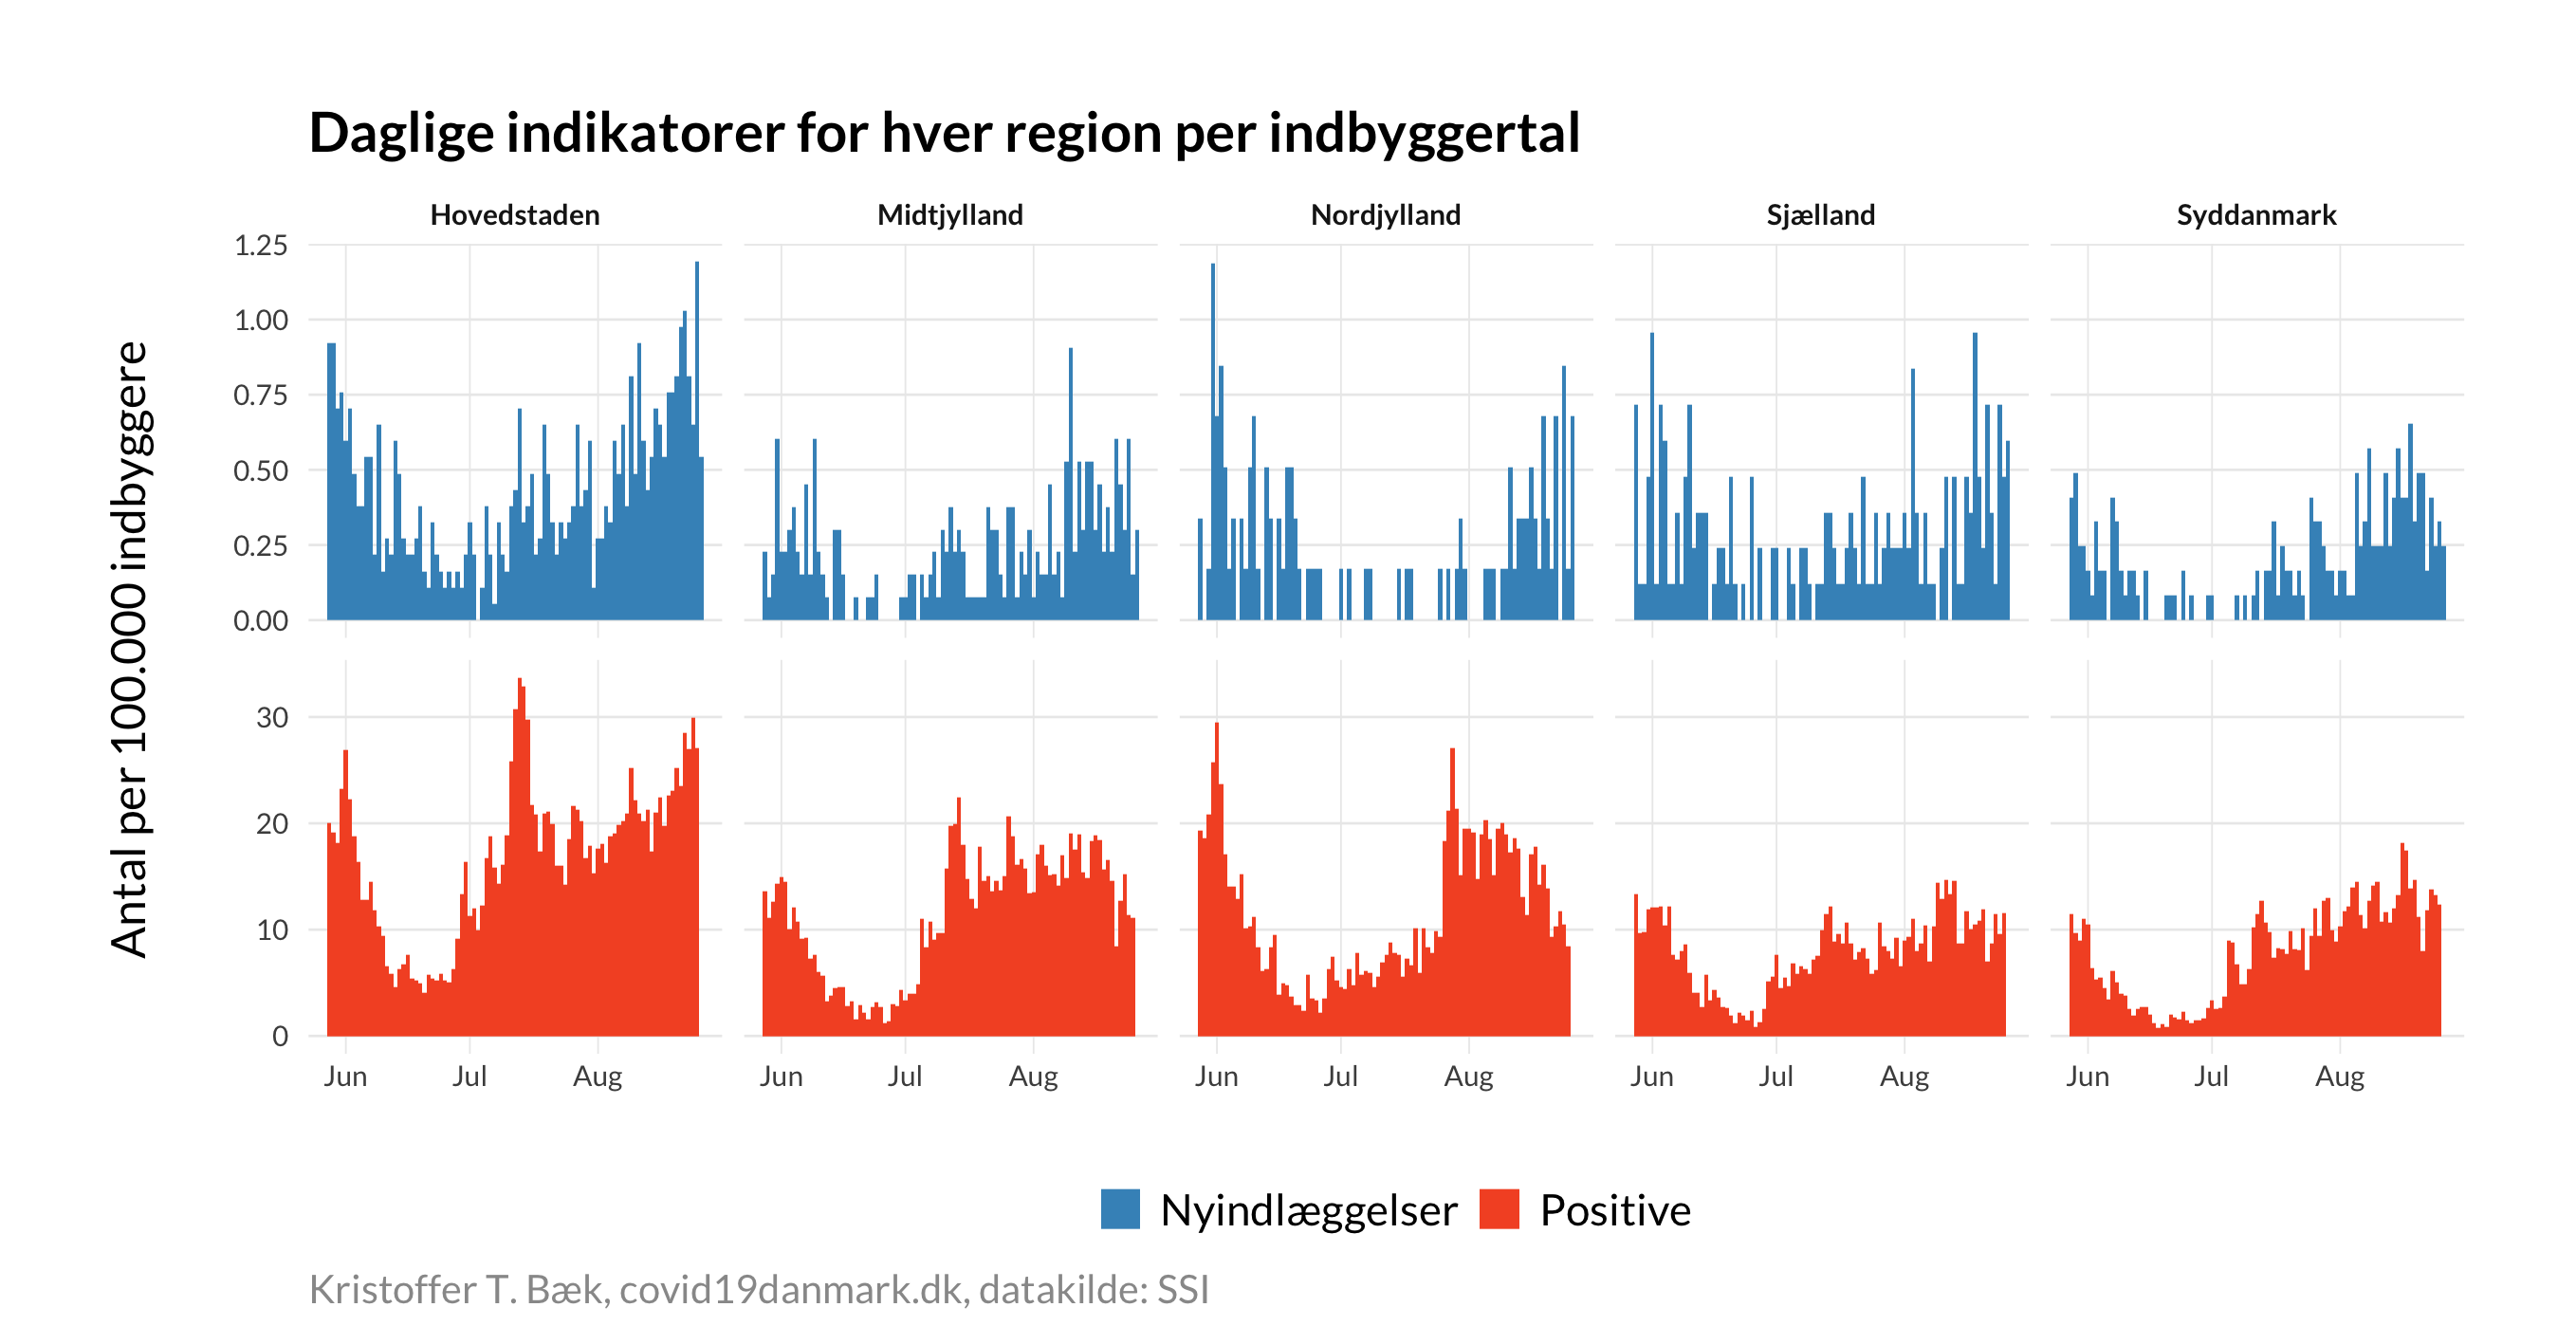 Daglige indikatorer for hver region per indbyggertal
Hovedstaden Midtjylland Nordjylland Sjælland Syddanmark
Antal per 100.000 indbyggere
1.25
1.00
0.75
0.50
0.25
0.00
30
20
10
0
Jun Jul Aug Jun Jul Aug Jun Jul Aug Jun Jul Aug Jun Jul Aug
Nyindlæggelser Positive
Kristoffer T. Bæk, covid19danmark.dk, datakilde: SSI